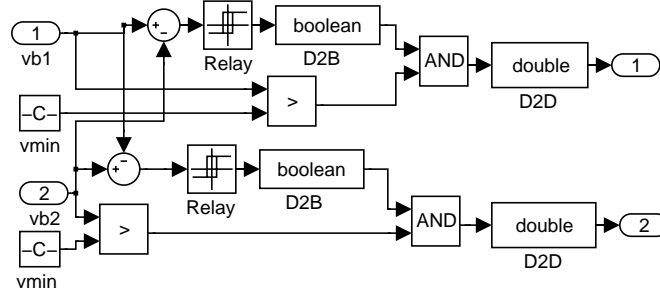 1
vb1
+
−
Relay
boolean
D2B
AND
double
D2D
1
−C−
vmin
>
+
−
Relay
boolean
D2B
2
vb2
>
AND
double
D2D
2
−C−
vmin